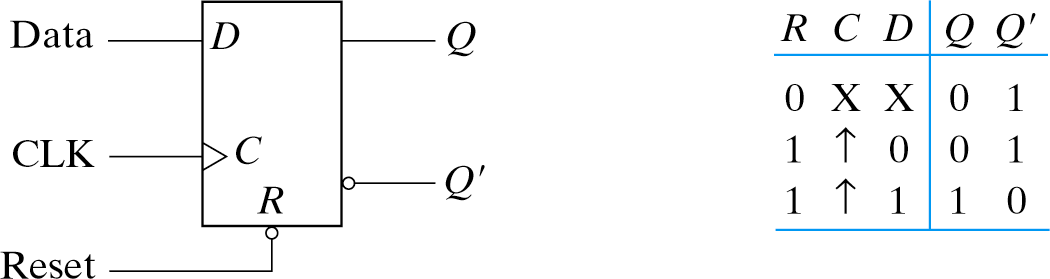 Data
D
Q
CLK
C
Q′
R
Reset
R C D Q Q′
0 X X 0 1
1 ↑ 0 0 1
1 ↑ 1 1 0